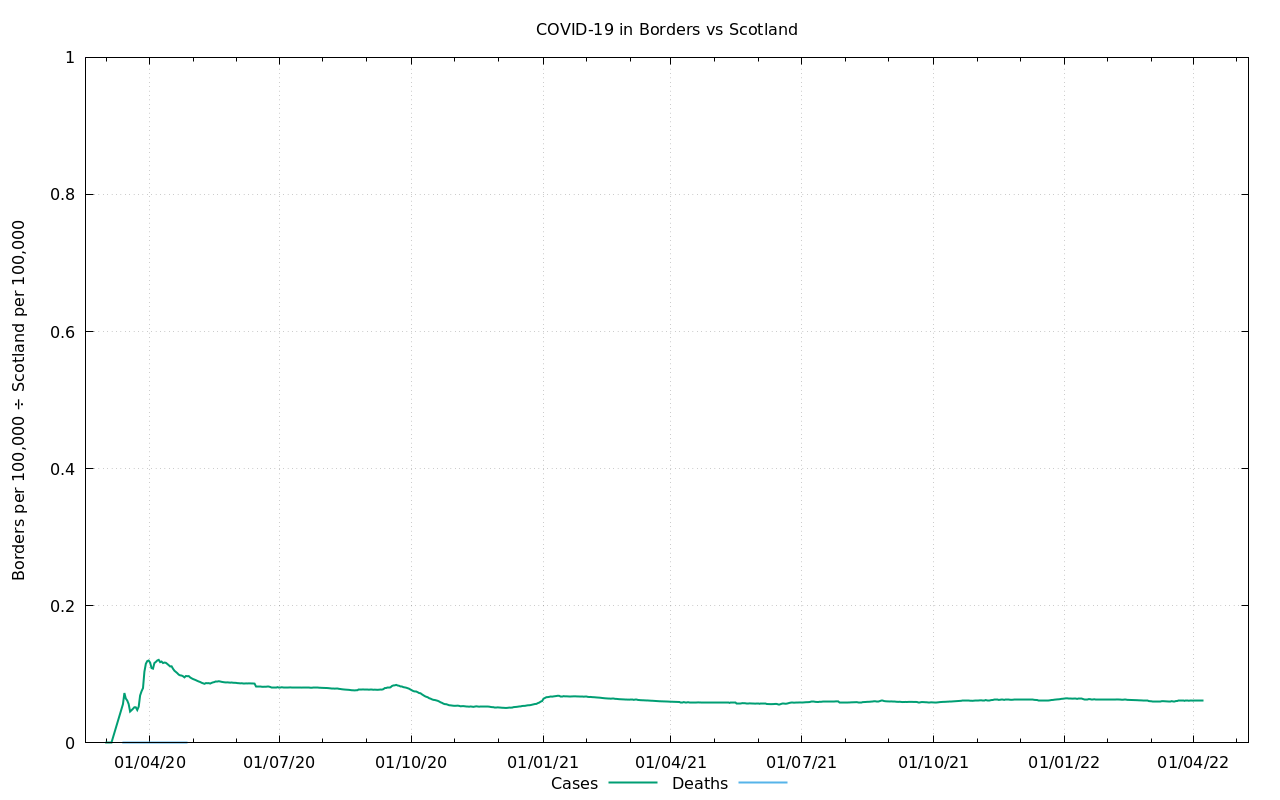 COVID-19 in Borders vs Scotland
Borders per 100,000 ÷ Scotland per 100,000
1
0.8
0.6
0.4
0.2
0
01/04/20 01/07/20 01/10/20 01/01/21 01/04/21 01/07/21 01/10/21 01/01/22 01/04/22
Cases Deaths